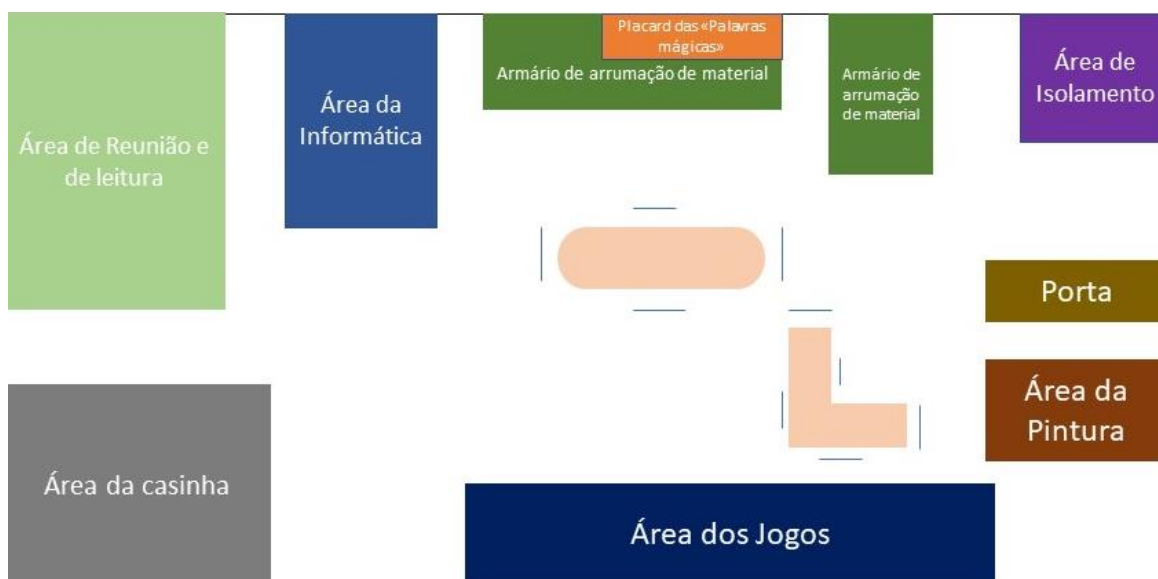 Placard das «Palavras
mágicas»
Armário de arrumação de material
Armário de
arrumação
de material
Área de
Isolamento
Área da
Informática
Área de Reunião e
de leitura
Porta
Área da
Pintura
Área da casinha
Área dos Jogos